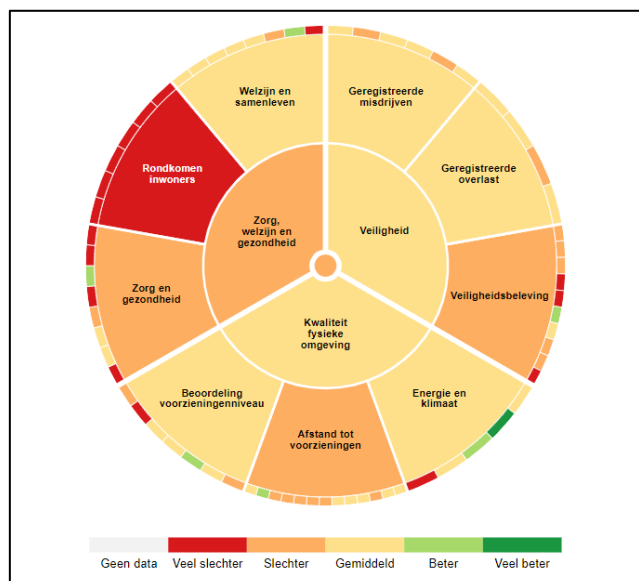 Welzijn en
samenleven
Geregistreerde
misdrijven
Rondkomen
inwoners
Geregistreerde
overlast
Zorg,
welzijn en
gezondheid
Veiligheid
Zorg en
gezondheid
Veiligheidsbeleving
Kwaliteit
fysieke
omgeving
Beoordeling
voorzieningenniveau
Energie en
klimaat
Afstand tot
voorzieningen
Geen data Veel slechter Slechter Gemiddeld Beter Veel beter